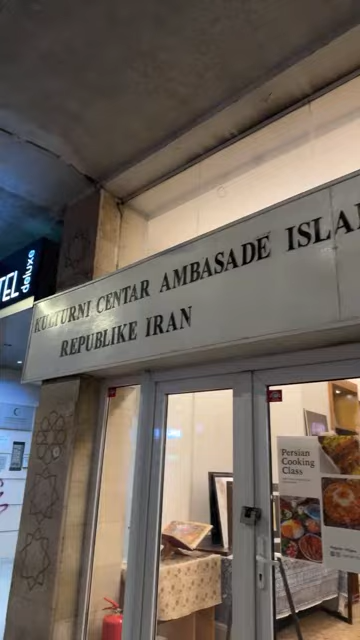 KULTURNI CENTAR AMBASADE ISLA
REPUBLIKE IRAN
TEL
deluxe
Persian
Cooking
Class